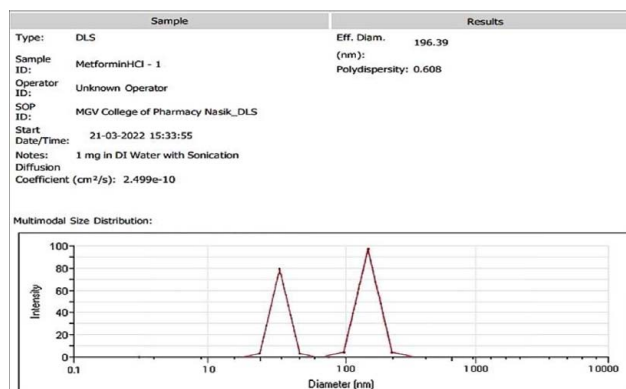 Sample Results
Type: DLS Eff. Diam. (nm): 196.39
Sample ID: MetforminHCl - 1 Polydispersity: 0.608
Operator ID: Unknown Operator
SOP ID: MGV College of Pharmacy Nasik_DLS
Start Date/Time: 21-03-2022 15:33:55
Notes: 1 mg in DI Water with Sonication
Diffusion
Coefficient (cm²/s): 2.499e-10
Multimodal Size Distribution:
100
80
60
40
20
0
Intensity
0.1 1.0 100 1000 10000
Diameter (nm)